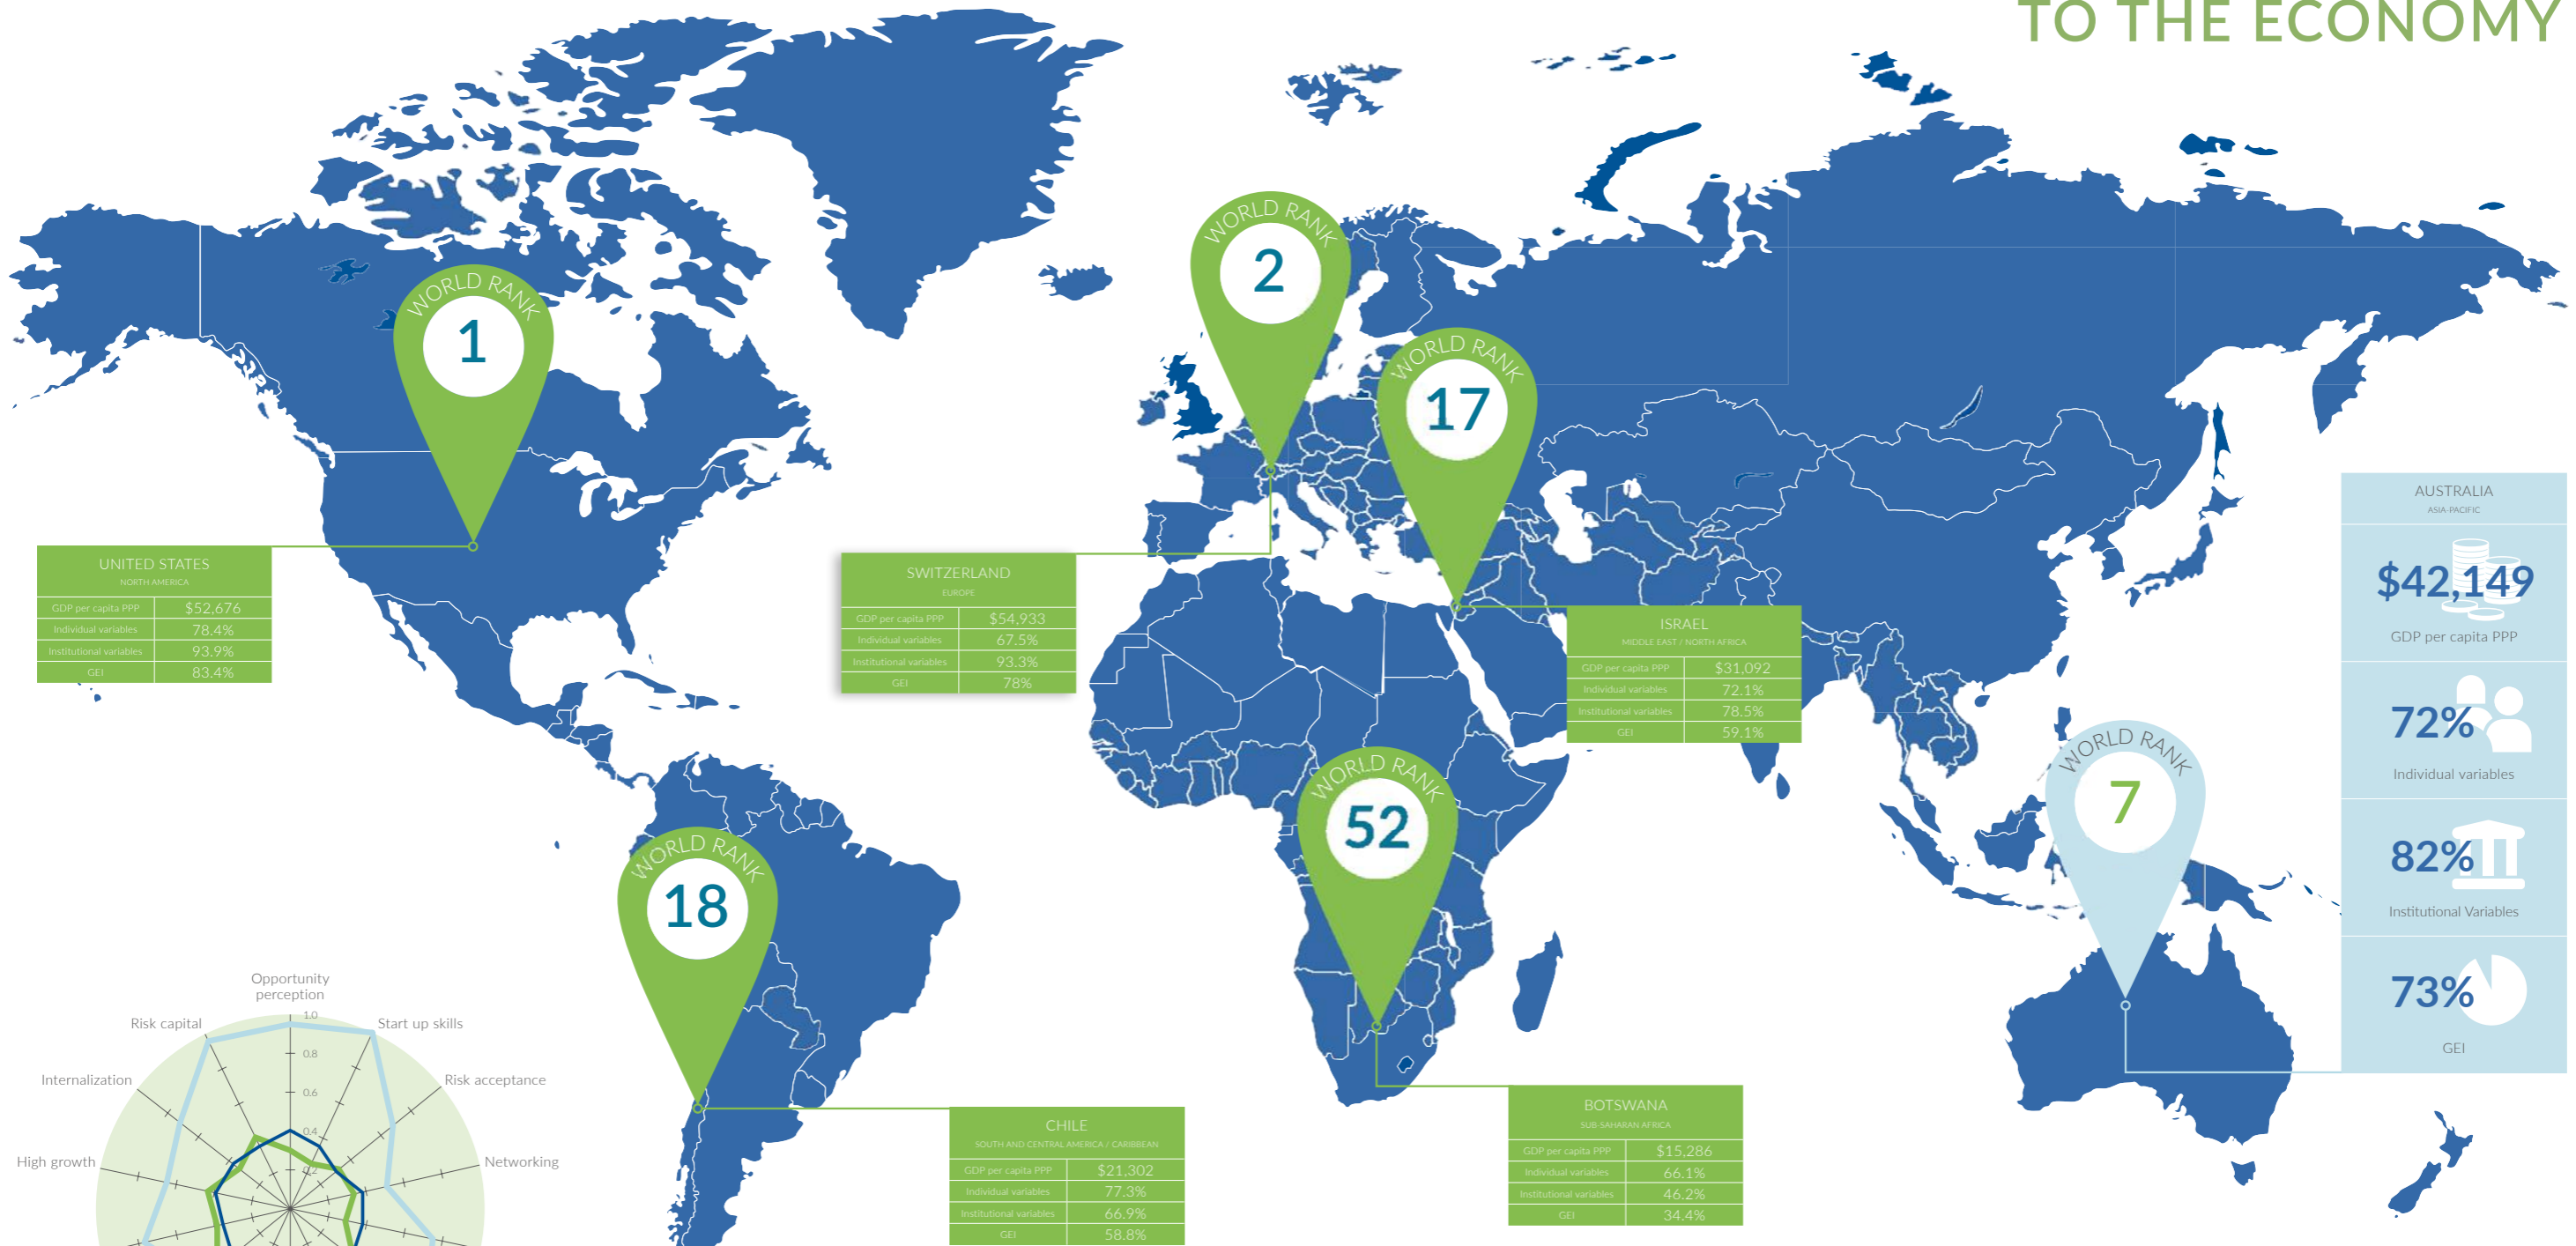 TO THE ECONOMY
WORLD RANK
1
WORLD RANK
2
WORLD RANK
17
WORLD RANK
7
WORLD RANK
52
WORLD RANK
18
UNITED STATES
NORTH AMERICA
GDP per capita PPP $52,676
Individual variables 78.4%
Institutional variables 93.9%
GEI 83.4%
SWITZERLAND
EUROPE
GDP per capita PPP $54,933
Individual variables 67.5%
Institutional variables 93.3%
GEI 78%
ISRAEL
MIDDLE EAST / NORTH AFRICA
GDP per capita PPP $31,092
Individual variables 72.1%
Institutional variables 78.5%
GEI 59.1%
AUSTRALIA
ASIA-PACIFIC
$42,149
GDP per capita PPP
72%
Individual variables
82%
Institutional Variables
73%
GEI
CHILE
SOUTH AND CENTRAL AMERICA / CARIBBEAN
GDP per capita PPP $21,302
Individual variables 77.3%
Institutional variables 66.9%
GEI 58.8%
BOTSWANA
SUB-SAHARAN AFRICA
GDP per capita PPP $15,286
Individual variables 66.1%
Institutional variables 46.2%
GEI 34.4%
Opportunity
perception
Risk capital
Start up skills
Internalization
Risk acceptance
High growth
Networking
1.0
0.8
0.6
0.4
0.2